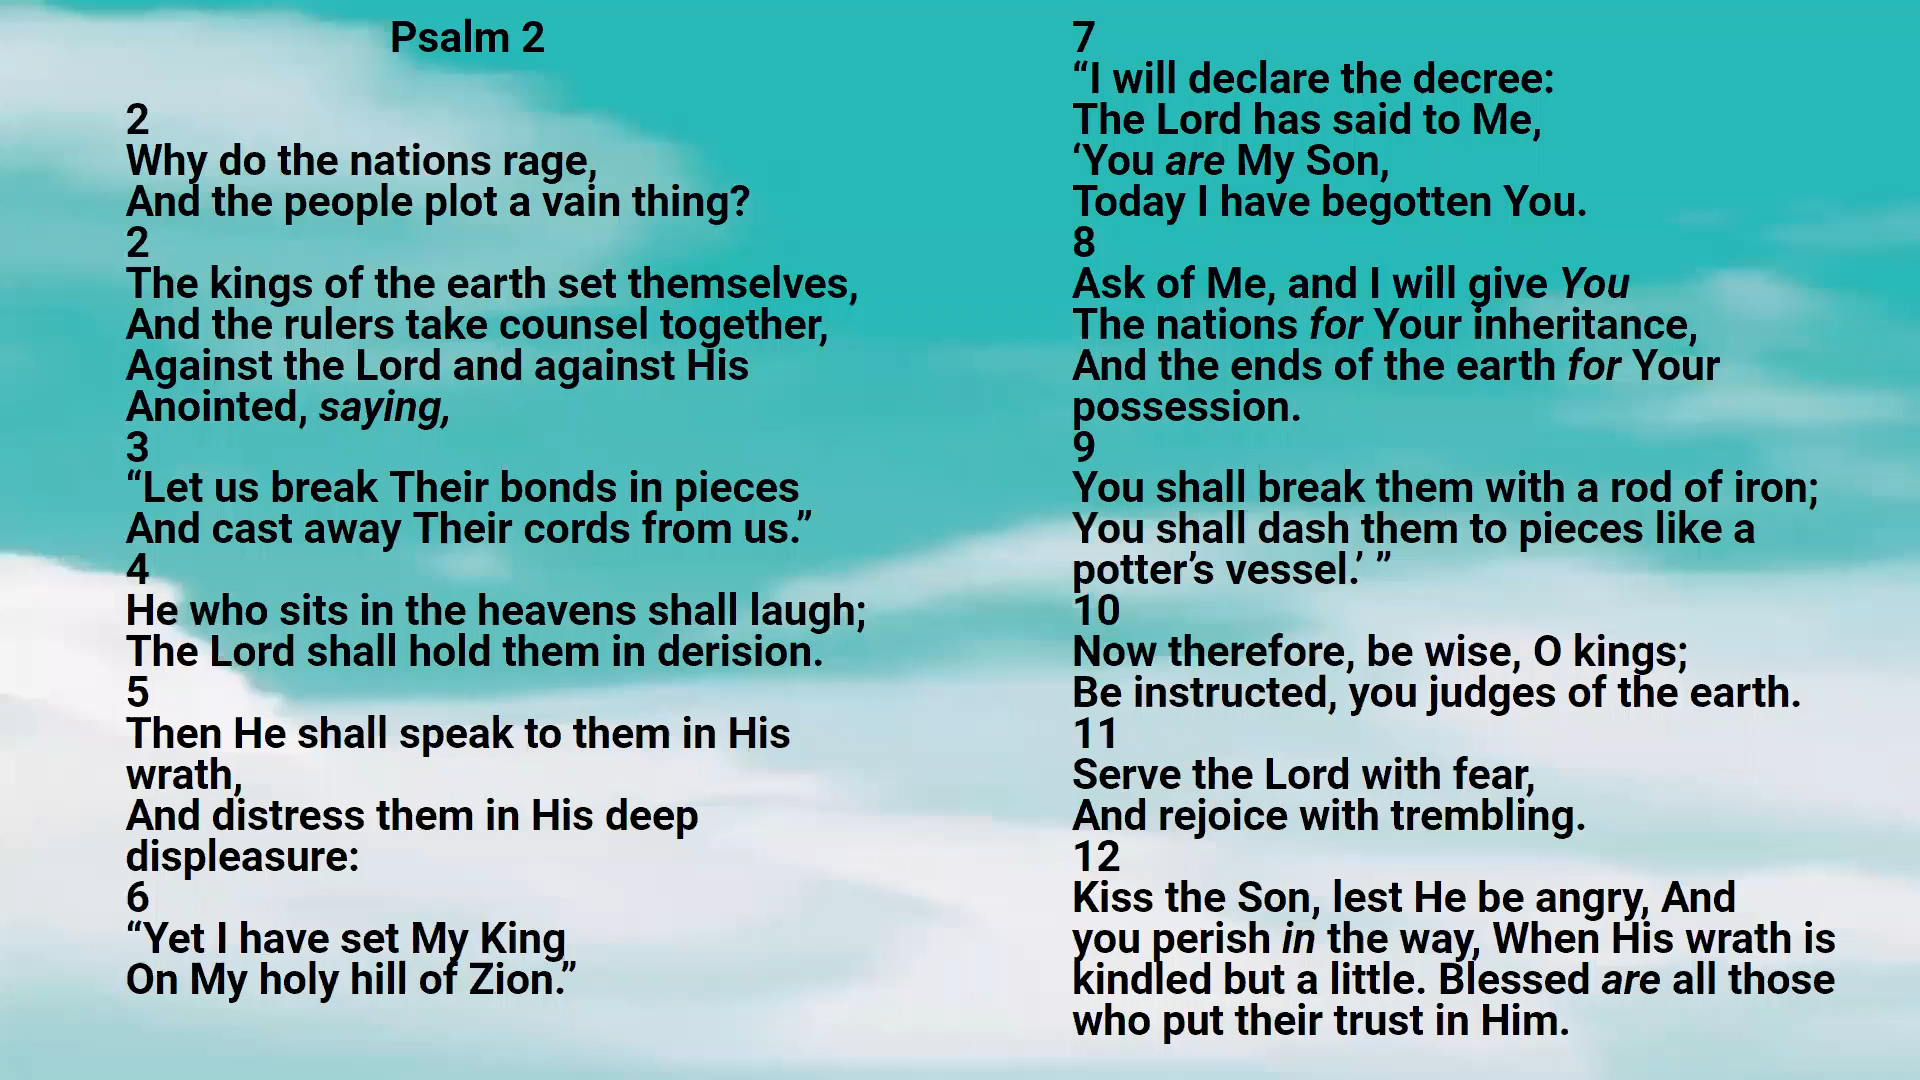 Psalm 2
2
Why do the nations rage,
And the people plot a vain thing?
2
The kings of the earth set themselves,
And the rulers take counsel together,
Against the Lord and against His
Anointed, saying,
3
“Let us break Their bonds in pieces
And cast away Their cords from us.”
4
He who sits in the heavens shall laugh;
The Lord shall hold them in derision.
5
Then He shall speak to them in His
wrath,
And distress them in His deep
displeasure:
6
“Yet I have set My King
On My holy hill of Zion.”
7
“I will declare the decree:
The Lord has said to Me,
‘You are My Son,
Today I have begotten You.
8
Ask of Me, and I will give You
The nations for Your inheritance,
And the ends of the earth for Your
possession.
9
You shall break them with a rod of iron;
You shall dash them to pieces like a
potter’s vessel.’ ”
10
Now therefore, be wise, O kings;
Be instructed, you judges of the earth.
11
Serve the Lord with fear,
And rejoice with trembling.
12
Kiss the Son, lest He be angry, And
you perish in the way, When His wrath is
kindled but a little. Blessed are all those
who put their trust in Him.